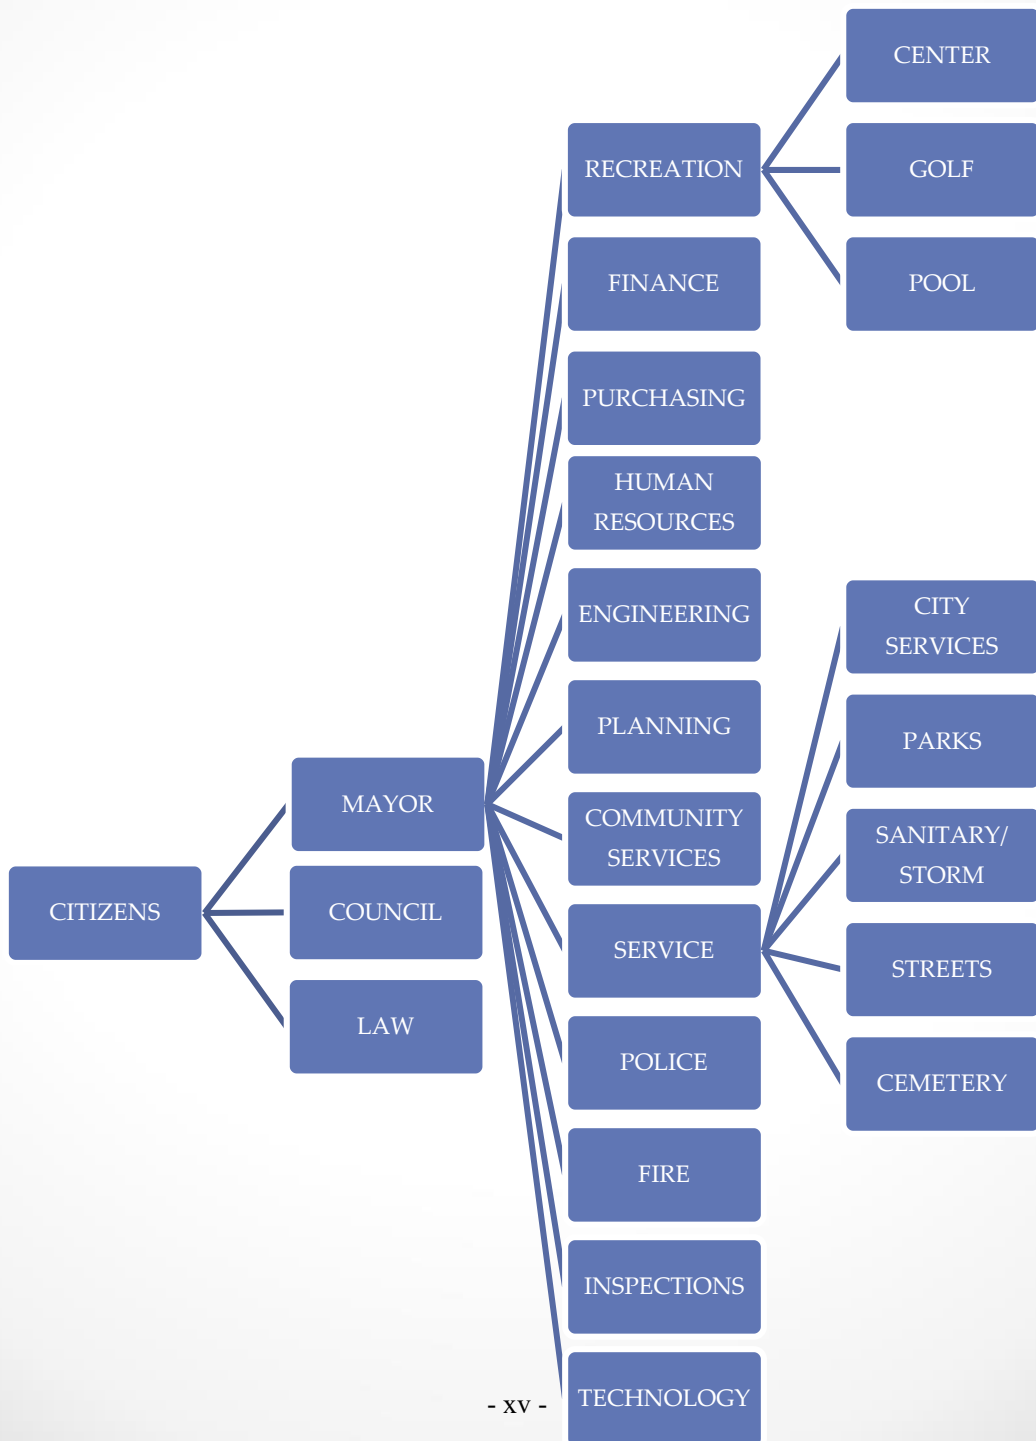 CENTER
RECREATION
GOLF
FINANCE
POOL
PURCHASING
HUMAN
RESOURCES
ENGINEERING
CITY
SERVICES
PLANNING
PARKS
MAYOR
COMMUNITY
SERVICES
SANITARY/
STORM
CITIZENS
COUNCIL
SERVICE
STREETS
LAW
POLICE
CEMETERY
FIRE
INSPECTIONS
TECHNOLOGY
- xv -